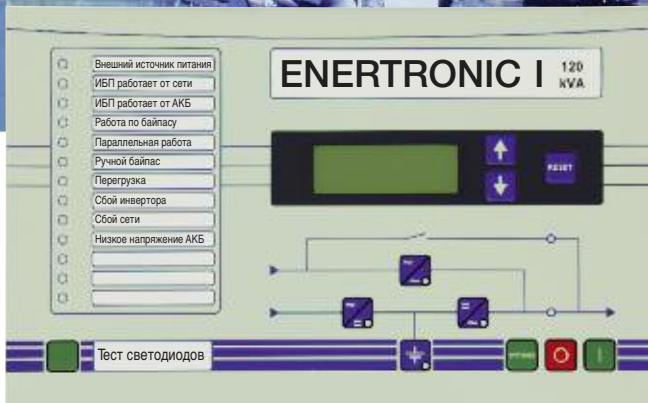 Внешний источник питания
ИБП работает от сети
ИБП работает от АКБ
Работа по байпасу
Параллельная работа
Ручной байпас
Перегрузка
Сбой инвертора
Сбой сети
Низкое напряжение АКБ
ENERTRONIC I
120
kVA
RESET
Тест светодиодов